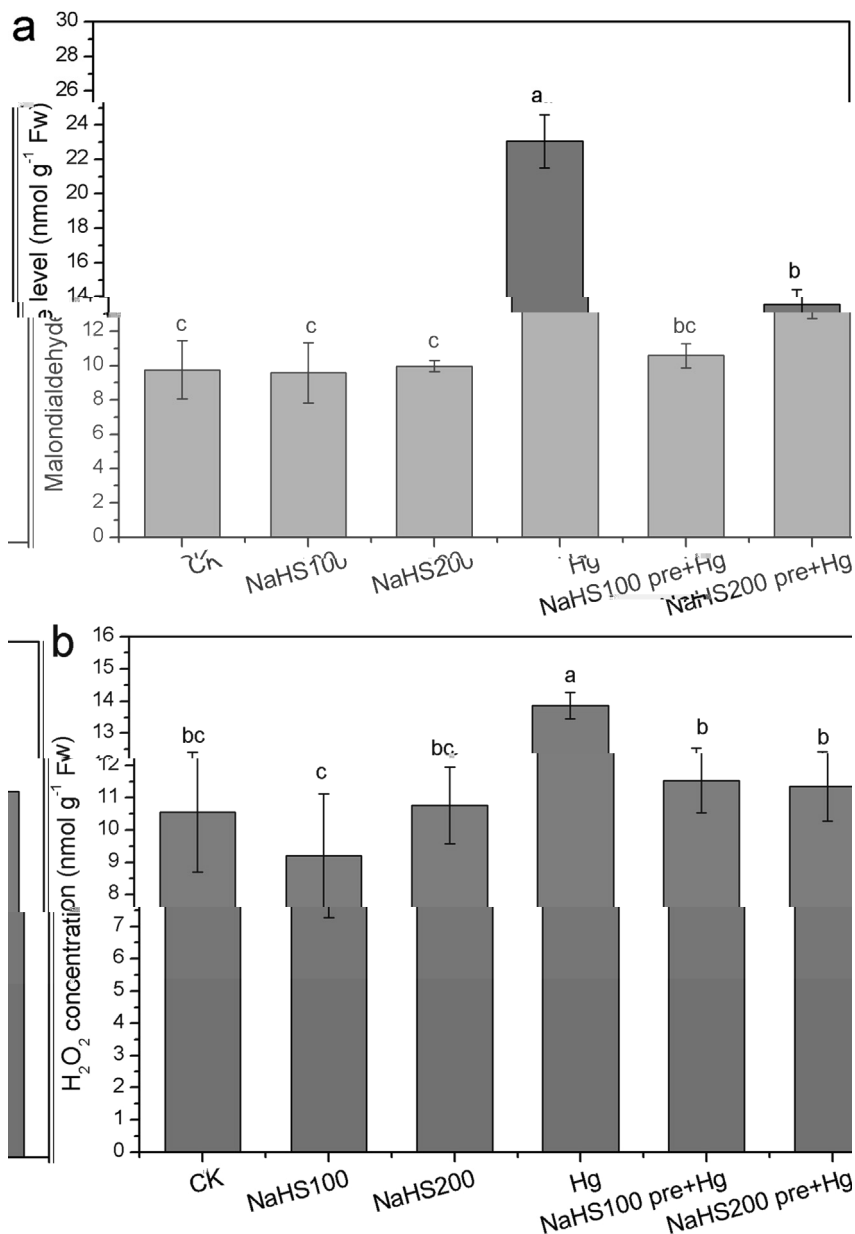 a
30
28
26
24
22
20
18
16
14
12
10
8
6
4
2
0
e level (nmol g-1 Fw)
Malondialdehyde
a
b
c
c
c
bc
CK
NaHS100
NaHS200
Hg
NaHS100 pre+Hg
NaHS200 pre+Hg
b
16
14
13
12
11
10
9
8
7
6
5
4
3
2
1
0
H2O2 concentration (nmol g-1 Fw)
bc
c
bc
a
b
b
CK
NaHS100
NaHS200
Hg
NaHS100 pre+Hg
NaHS200 pre+Hg